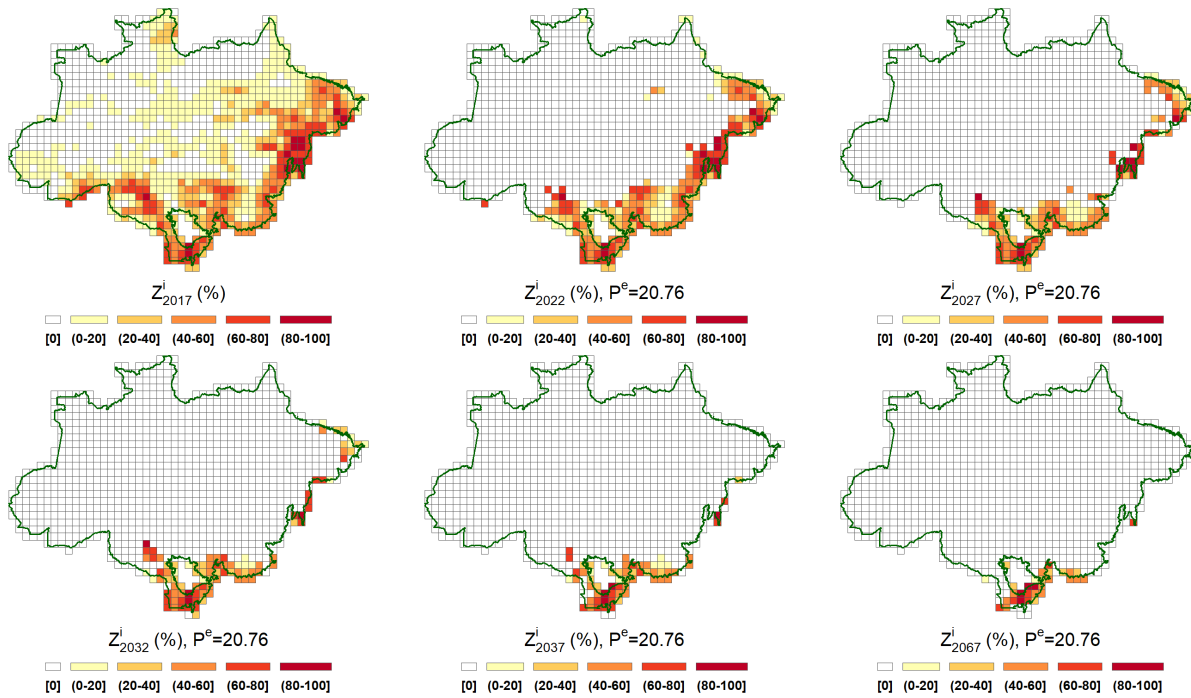 Z^i_2017 (%)
[0] (0-20] (20-40] (40-60] (60-80] (80-100]
Z^i_2022 (%), P^e=20.76
[0] (0-20] (20-40] (40-60] (60-80] (80-100]
Z^i_2027 (%), P^e=20.76
[0] (0-20] (20-40] (40-60] (60-80] (80-100]
Z^i_2032 (%), P^e=20.76
[0] (0-20] (20-40] (40-60] (60-80] (80-100]
Z^i_2037 (%), P^e=20.76
[0] (0-20] (20-40] (40-60] (60-80] (80-100]
Z^i_2067 (%), P^e=20.76
[0] (0-20] (20-40] (40-60] (60-80] (80-100]